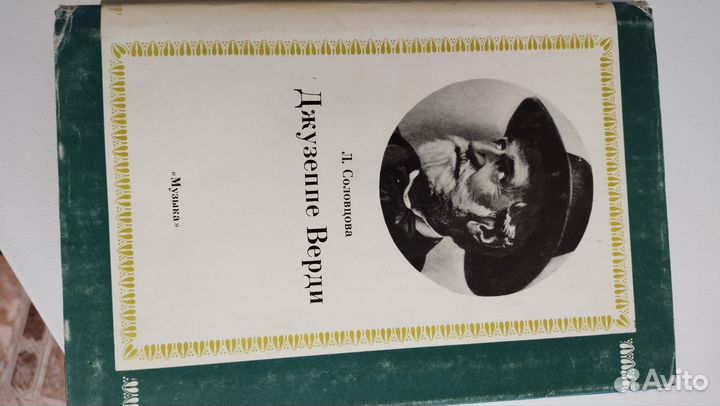 Л. Соловцова
Джузеппе Верди
«Музыка»
Avito